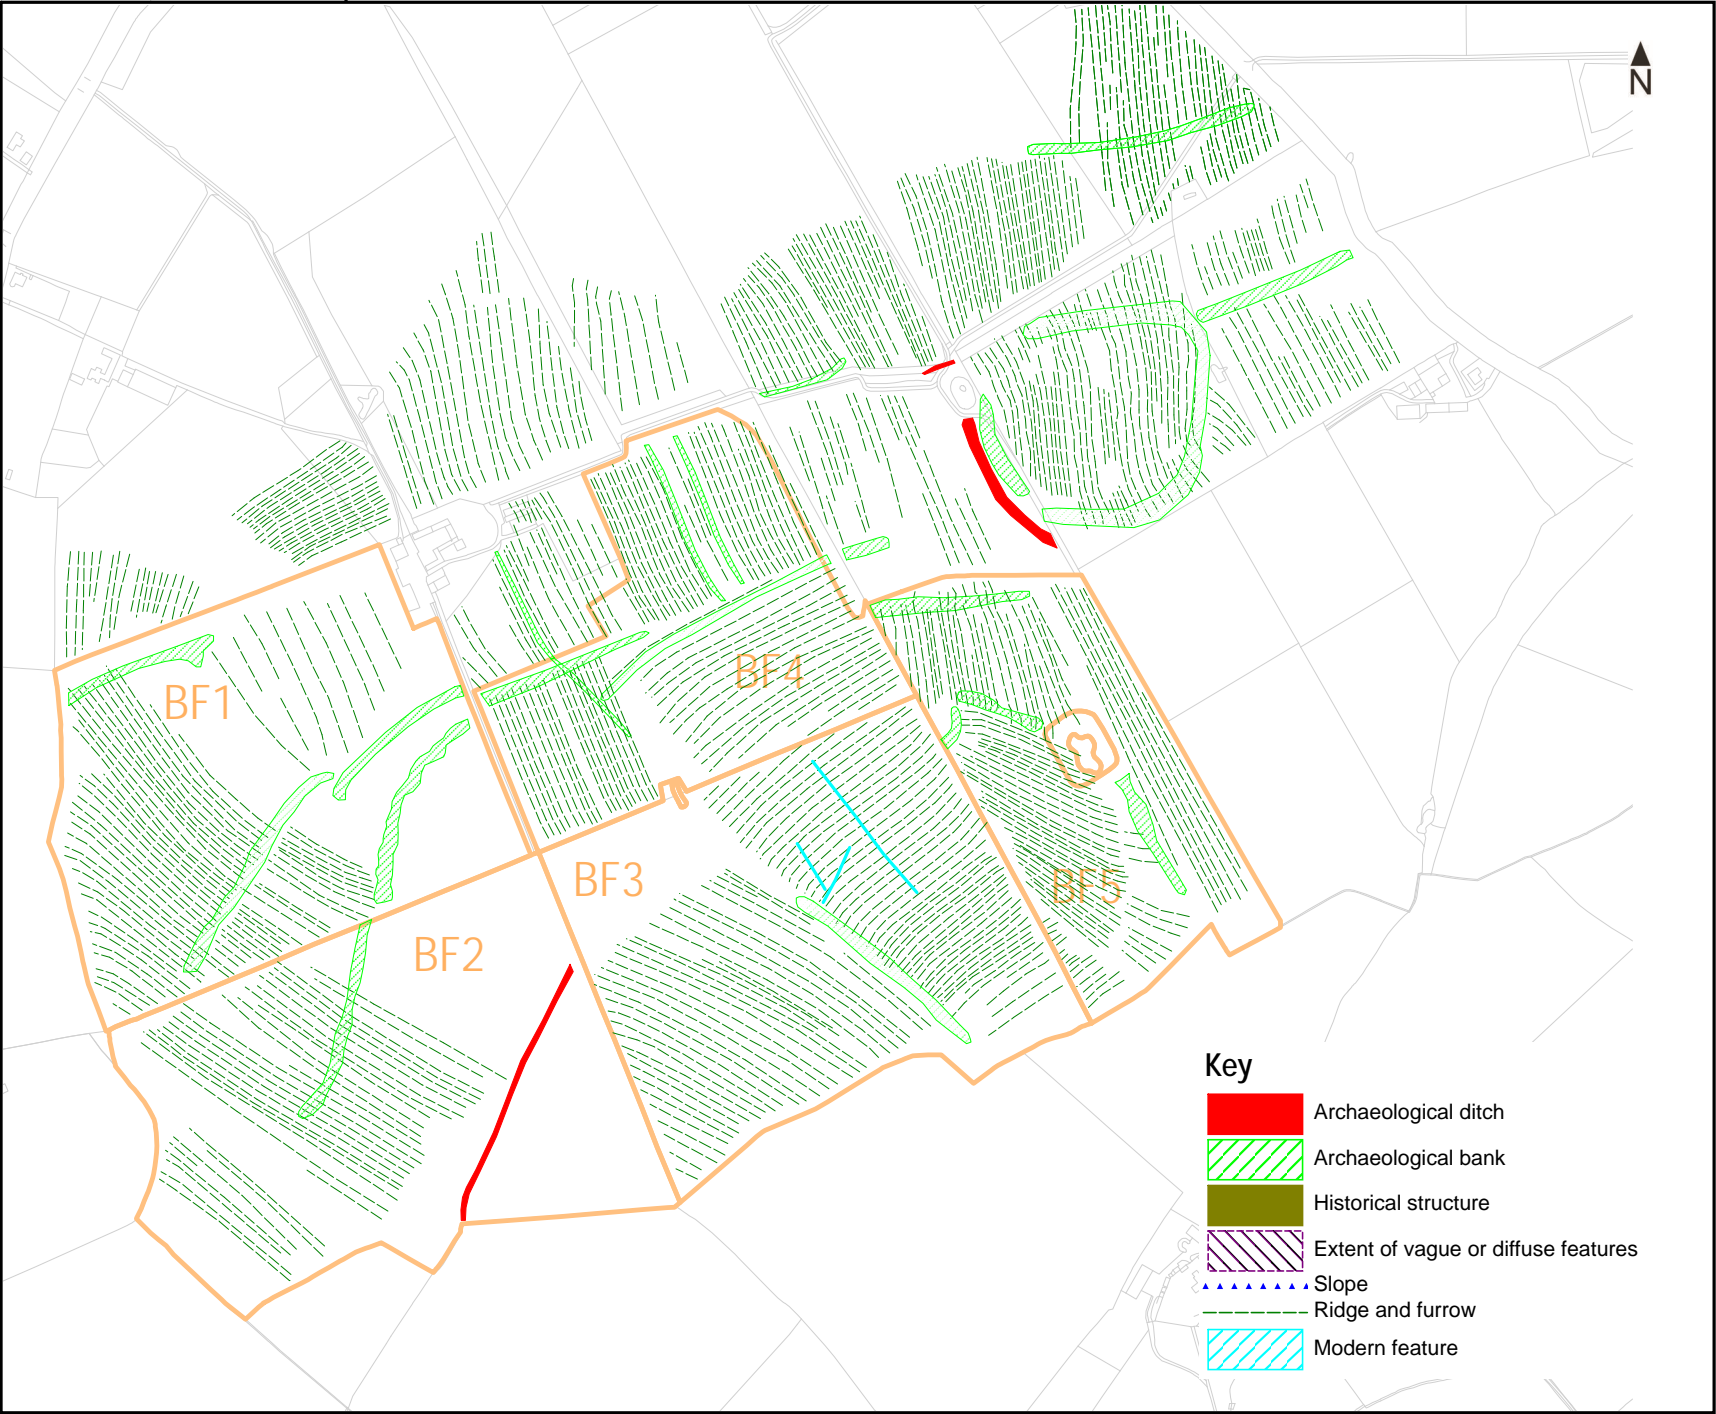 N
BF4
BF1
BF3
BF5
BF2
Key
Archaeological ditch
Archaeological bank
Historical structure
Extent of vague or diffuse features
Slope
Ridge and furrow
Modern feature